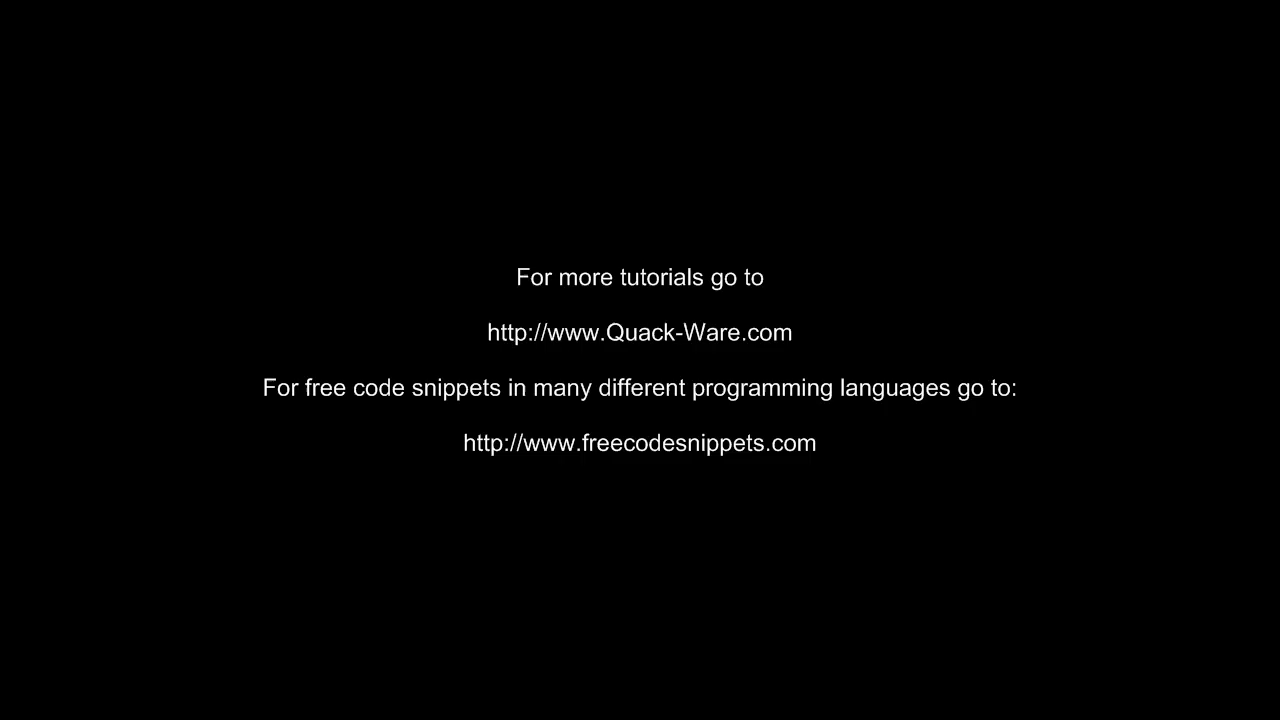 For more tutorials go to
http://www.Quack-Ware.com
For free code snippets in many different programming languages go to:
http://www.freecodesnippets.com